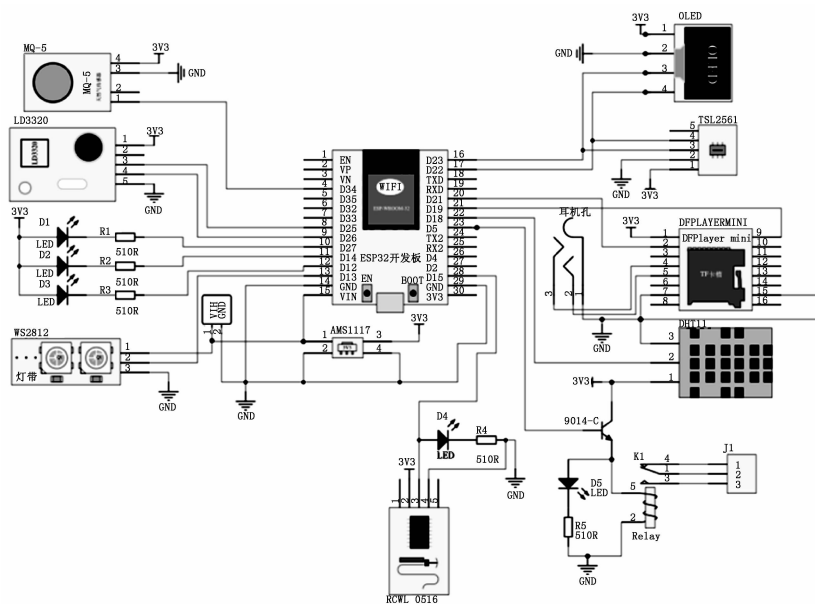 MQ-5
MQ-5
4
3
2
1
3V3
GND
LD3320
LD3320
1
2
3
4
5
3V3
GND
3V3
D1
LED
R1
510R
D2
LED
R2
510R
D3
LED
R3
510R
WS2812
灯带
1
2
3
GND
VIH
GND
1
2
GND
AMS1117
1
2
3
4
3V3
1
2
3
4
5
6
7
8
9
10
11
12
13
14
15
EN
VP
VN
D34
D35
D32
D33
D25
D26
D27
D14
D12
D13
GND
VIN
WIFI
ESP32开发板
EN
BOOT
D23
D22
TXD
RXD
D21
D19
D18
D5
TX2
RX2
D4
D2
D15
GND
3V3
16
17
18
19
20
21
22
23
24
25
26
27
28
29
30
OLED
3V3
GND
1
2
3
4
TSL2561
5
4
3
2
1
GND
3V3
耳机孔
3
2
1
3V3
GND
DFPLAYERMINI
DFPlayer mini
TF卡槽
1
2
3
4
5
6
7
8
9
10
11
12
13
14
15
16
DHT11
3
2
1
3V3
9014-C
D5
LED
R5
510R
GND
K1
4
1
3
5
2
Relay
J1
1
2
3
D4
LED
R4
510R
GND
3V3
1
2
3
4
5
RCWL 0516